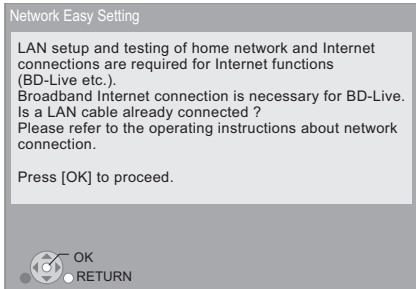 Network Easy Setting
LAN setup and testing of home network and Internet
connections are required for Internet functions
(BD-Live etc.).
Broadband Internet connection is necessary for BD-Live.
Is a LAN cable already connected ?
Please refer to the operating instructions about network
connection.
Press [OK] to proceed.
OK
RETURN